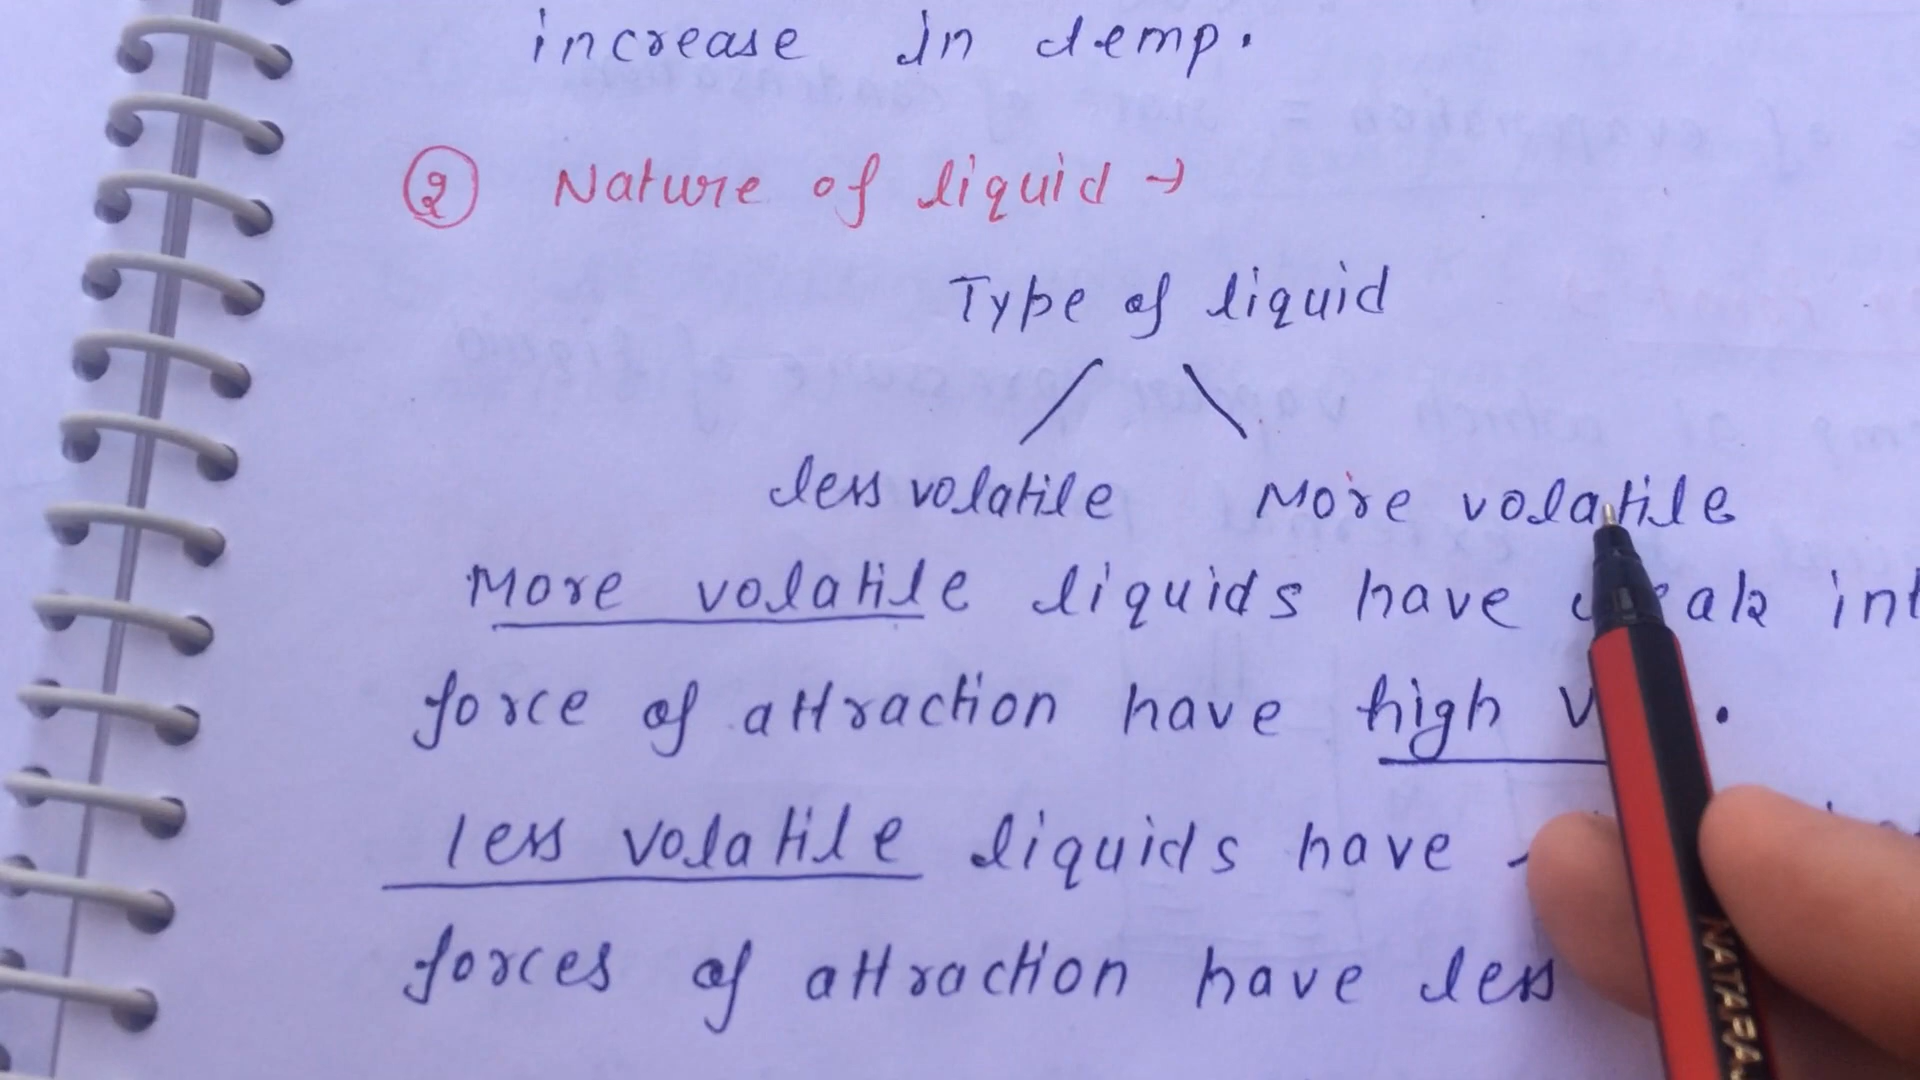 increase in temp.
② Nature of liquid →
Type of liquid
less volatile More volatile
More volatile liquids have
force of attraction have high
less volatile liquids have
forces of attraction have less
NATARA